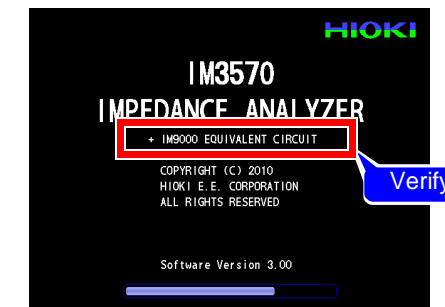 HIOKI
IM3570
IMPEDANCE ANALYZER
+ IM9000 EQUIVALENT CIRCUIT
COPYRIGHT (C) 2010
HIOKI E.E. CORPORATION
ALL RIGHTS RESERVED
Verify
Software Version 3.00